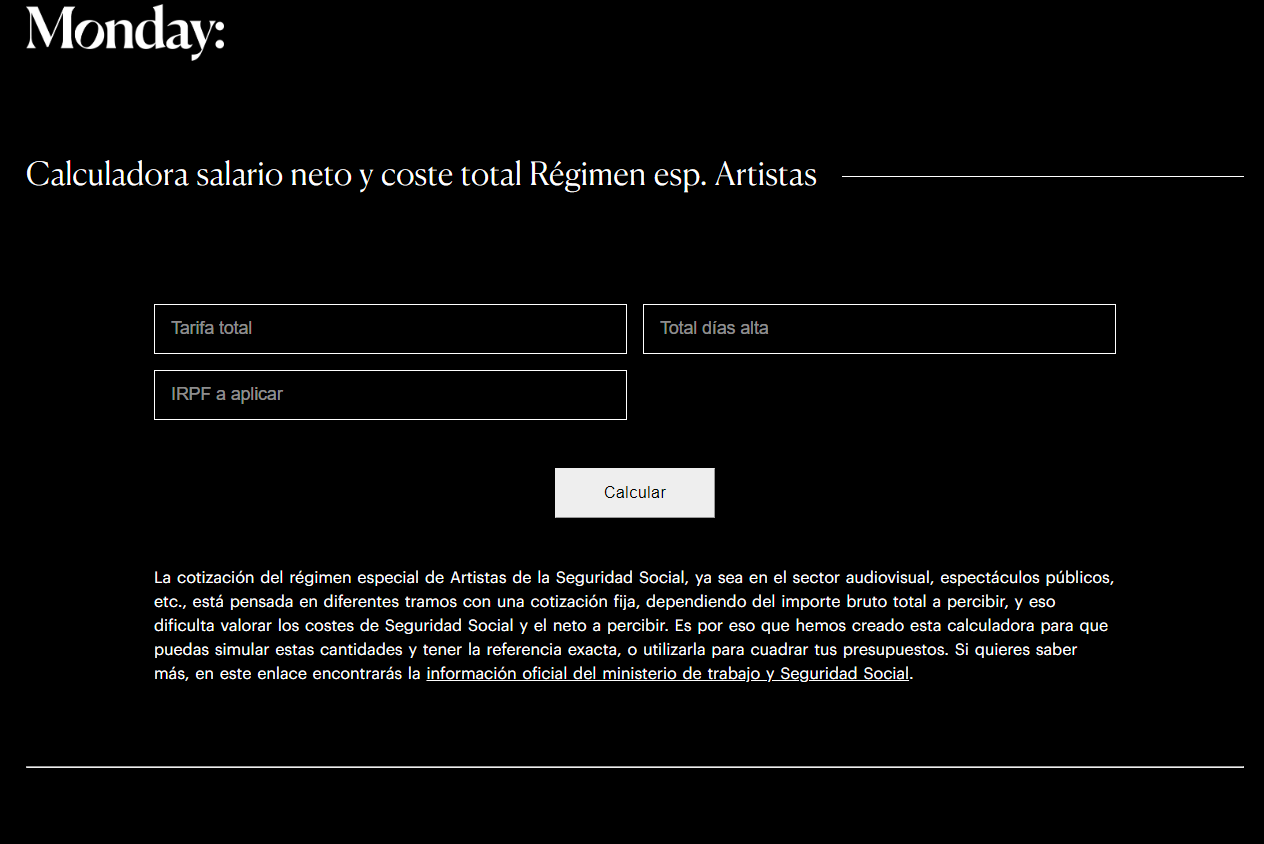 Monday:
Calculadora salario neto y coste total Régimen esp. Artistas
Tarifa total
Total días alta
IRPF a aplicar
Calcular
La cotización del régimen especial de Artistas de la Seguridad Social, ya sea en el sector audiovisual, espectáculos públicos,
etc., está pensada en diferentes tramos con una cotización fija, dependiendo del importe bruto total a percibir, y eso
dificulta valorar los costes de Seguridad Social y el neto a percibir. Es por eso que hemos creado esta calculadora para que
puedas simular estas cantidades y tener la referencia exacta, o utilizarla para cuadrar tus presupuestos. Si quieres saber
más, en este enlace encontrarás la información oficial del ministerio de trabajo y Seguridad Social.